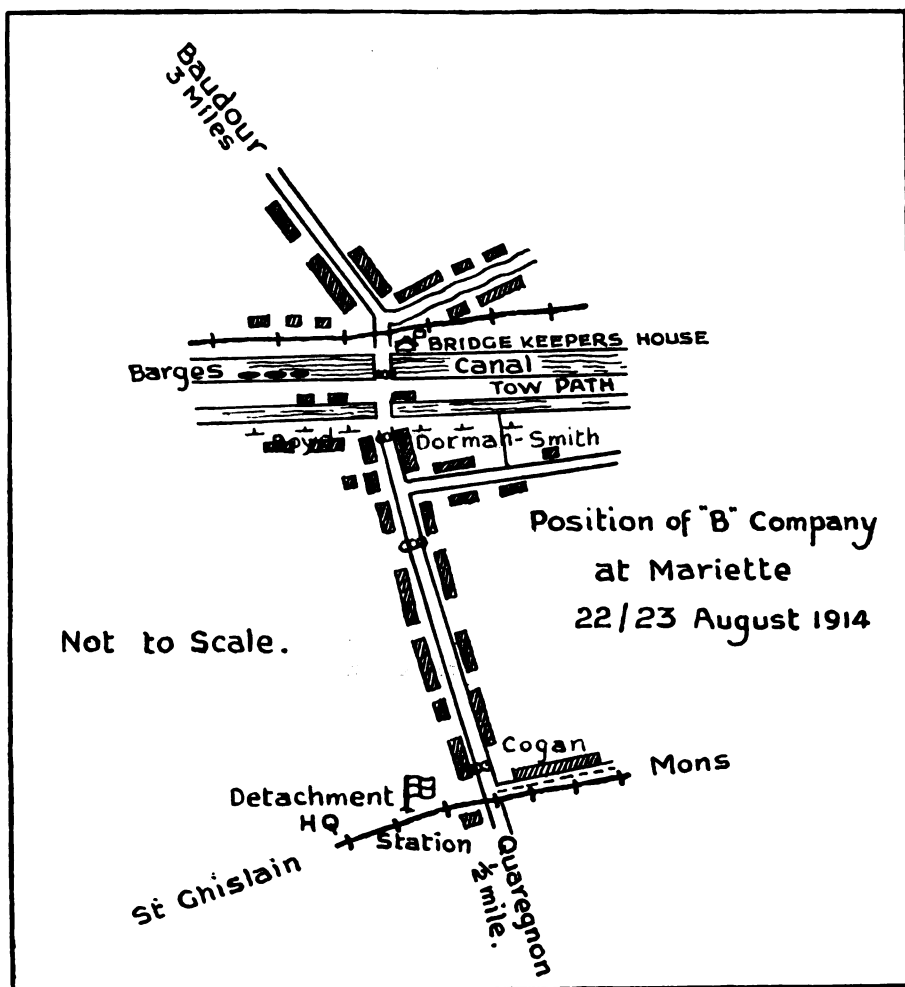 Baudour
3 Miles
BRIDGE KEEPERS HOUSE
Barges
Canal
TOW PATH
Boyd
Dorman-Smith
Position of "B" Company
at Mariette
22/23 August 1914
Not to Scale.
Cogan
Mons
Detachment
HQ
Station
St Ghislain
Quaregnon
½ mile.